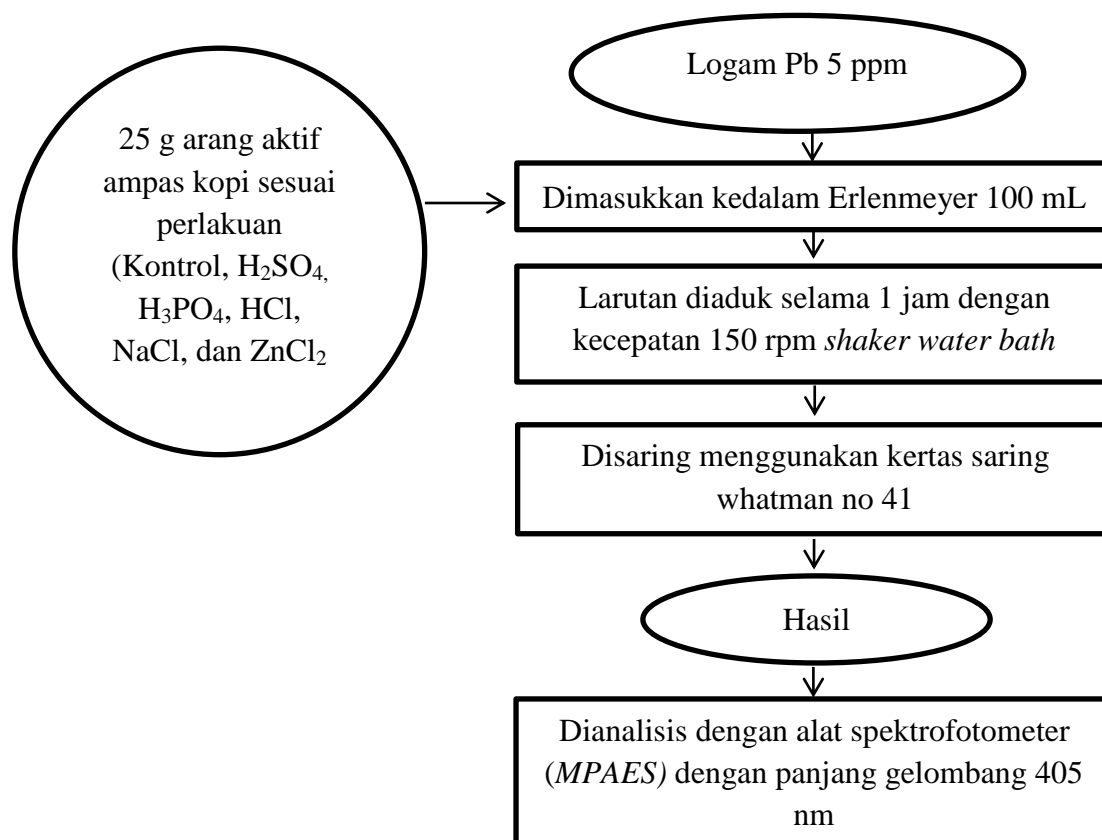 25 g arang aktif
ampas kopi sesuai
perlakuan
(Kontrol, H₂SO₄,
H₃PO₄, HCl,
NaCl, dan ZnCl₂
Logam Pb 5 ppm
Dimasukkan kedalam Erlenmeyer 100 mL
Larutan diaduk selama 1 jam dengan
kecepatan 150 rpm shaker water bath
Disaring menggunakan kertas saring
whatman no 41
Hasil
Dianalisis dengan alat spektrofotometer
(MPAES) dengan panjang gelombang 405
nm